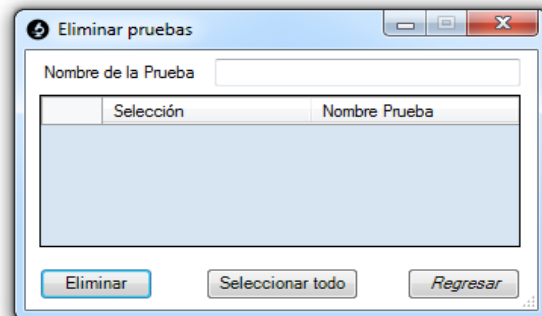 Eliminar pruebas
Nombre de la Prueba
Selección Nombre Prueba
Eliminar Seleccionar todo Regresar